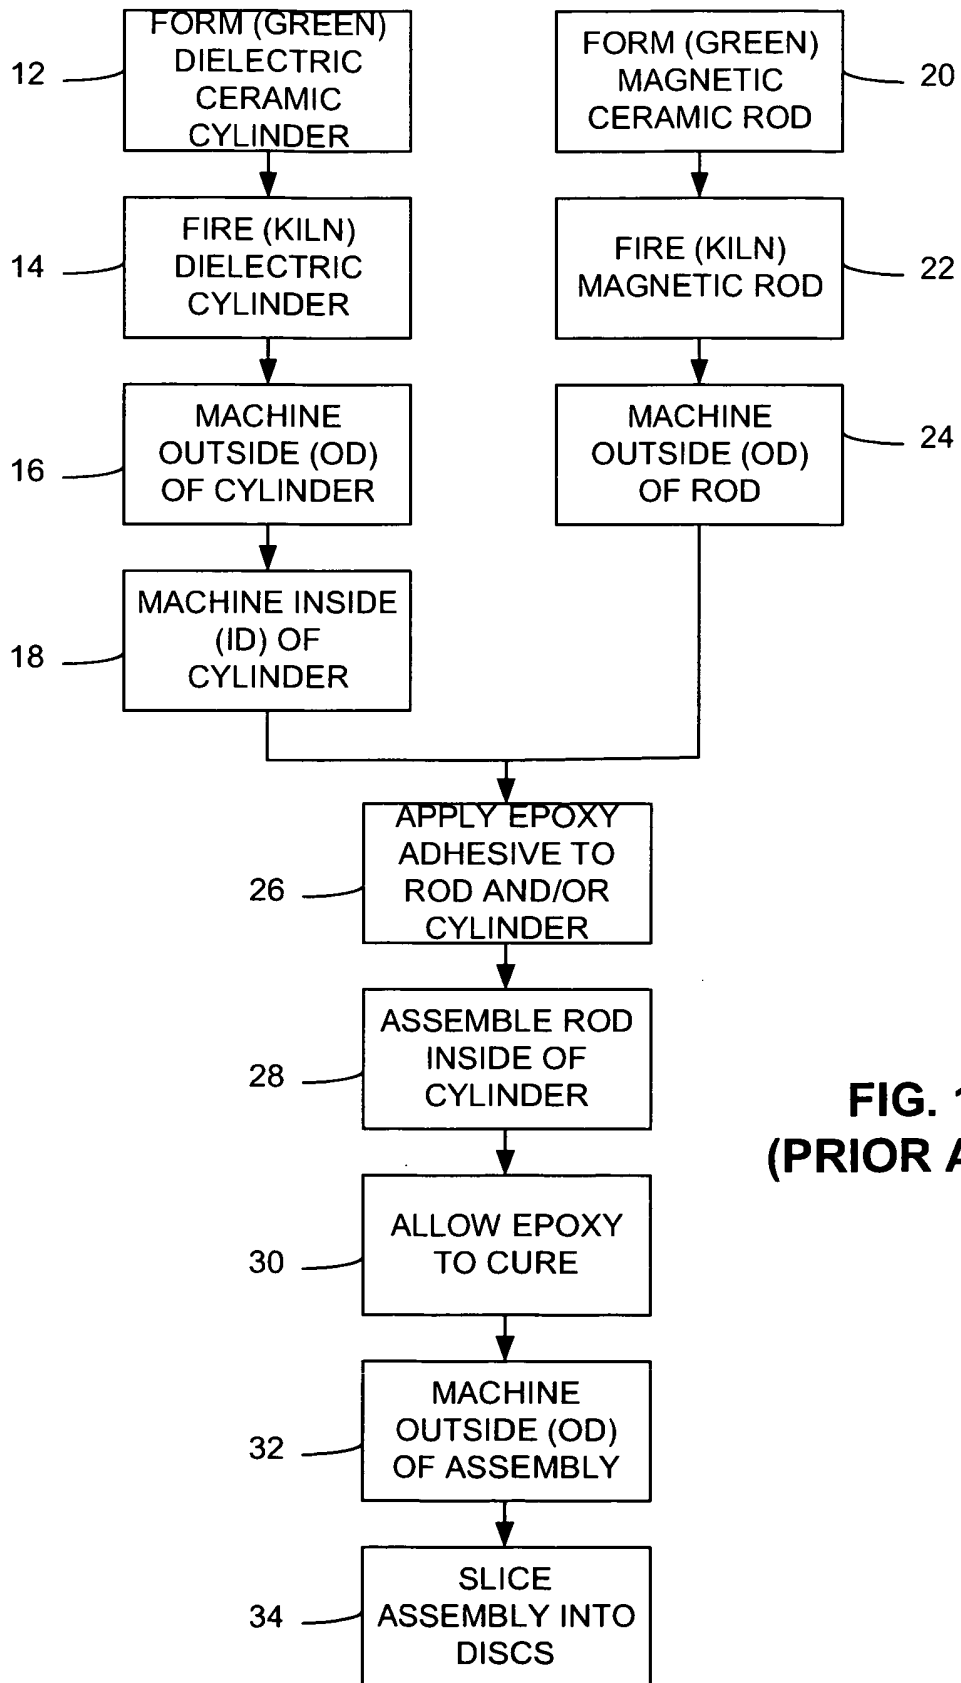 12
FORM (GREEN)
DIELECTRIC
CERAMIC
CYLINDER
FORM (GREEN)
MAGNETIC
CERAMIC ROD
20
14
FIRE (KILN)
DIELECTRIC
CYLINDER
FIRE (KILN)
MAGNETIC ROD
22
16
MACHINE
OUTSIDE (OD)
OF CYLINDER
MACHINE
OUTSIDE (OD)
OF ROD
24
18
MACHINE INSIDE
(ID) OF
CYLINDER
26
APPLY EPOXY
ADHESIVE TO
ROD AND/OR
CYLINDER
28
ASSEMBLE ROD
INSIDE OF
CYLINDER
FIG.
(PRIOR
30
ALLOW EPOXY
TO CURE
32
MACHINE
OUTSIDE (OD)
OF ASSEMBLY
34
SLICE
ASSEMBLY INTO
DISCS